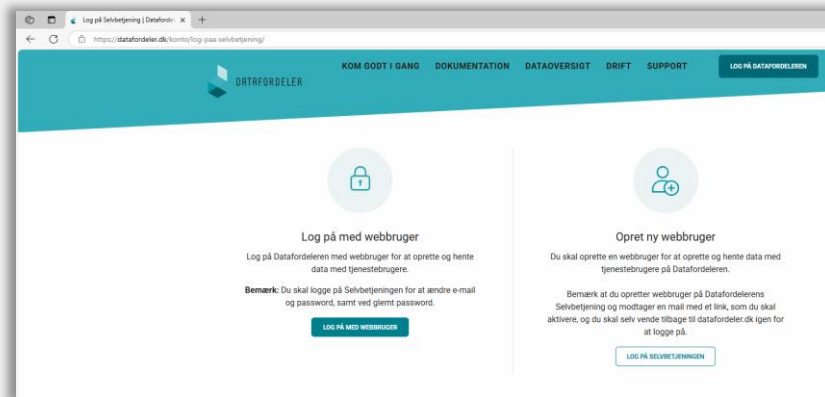 Log på Selvbetjening | Datafordel
https://datafordeler.dk/konto/log-paa-selvbetjening/
DATAFORDELER
KOM GODT I GANG DOKUMENTATION DATAOVERSIGT DRIFT SUPPORT LOG PÅ DATAFORDELEREN
Log på med webbruger
Log på Datafordeleren med webbruger for at oprette og hente
data med tjenestebrugere.
Bemærk: Du skal logge på Selvbetjeningen for at ændre e-mail
og password, samt ved glemt password.
LOG PÅ MED WEBBRUGER
Opret ny webbruger
Du skal oprette en webbruger for at oprette og hente data med
tjenestebrugere på Datafordeleren.
Bemærk at du opretter webbruger på Datafordelerens
Selvbetjening og modtager en mail med et link, som du skal
aktivere, og du skal selv vende tilbage til datafordeler.dk igen for
at logge på.
LOG PÅ SELVBETJENINGEN